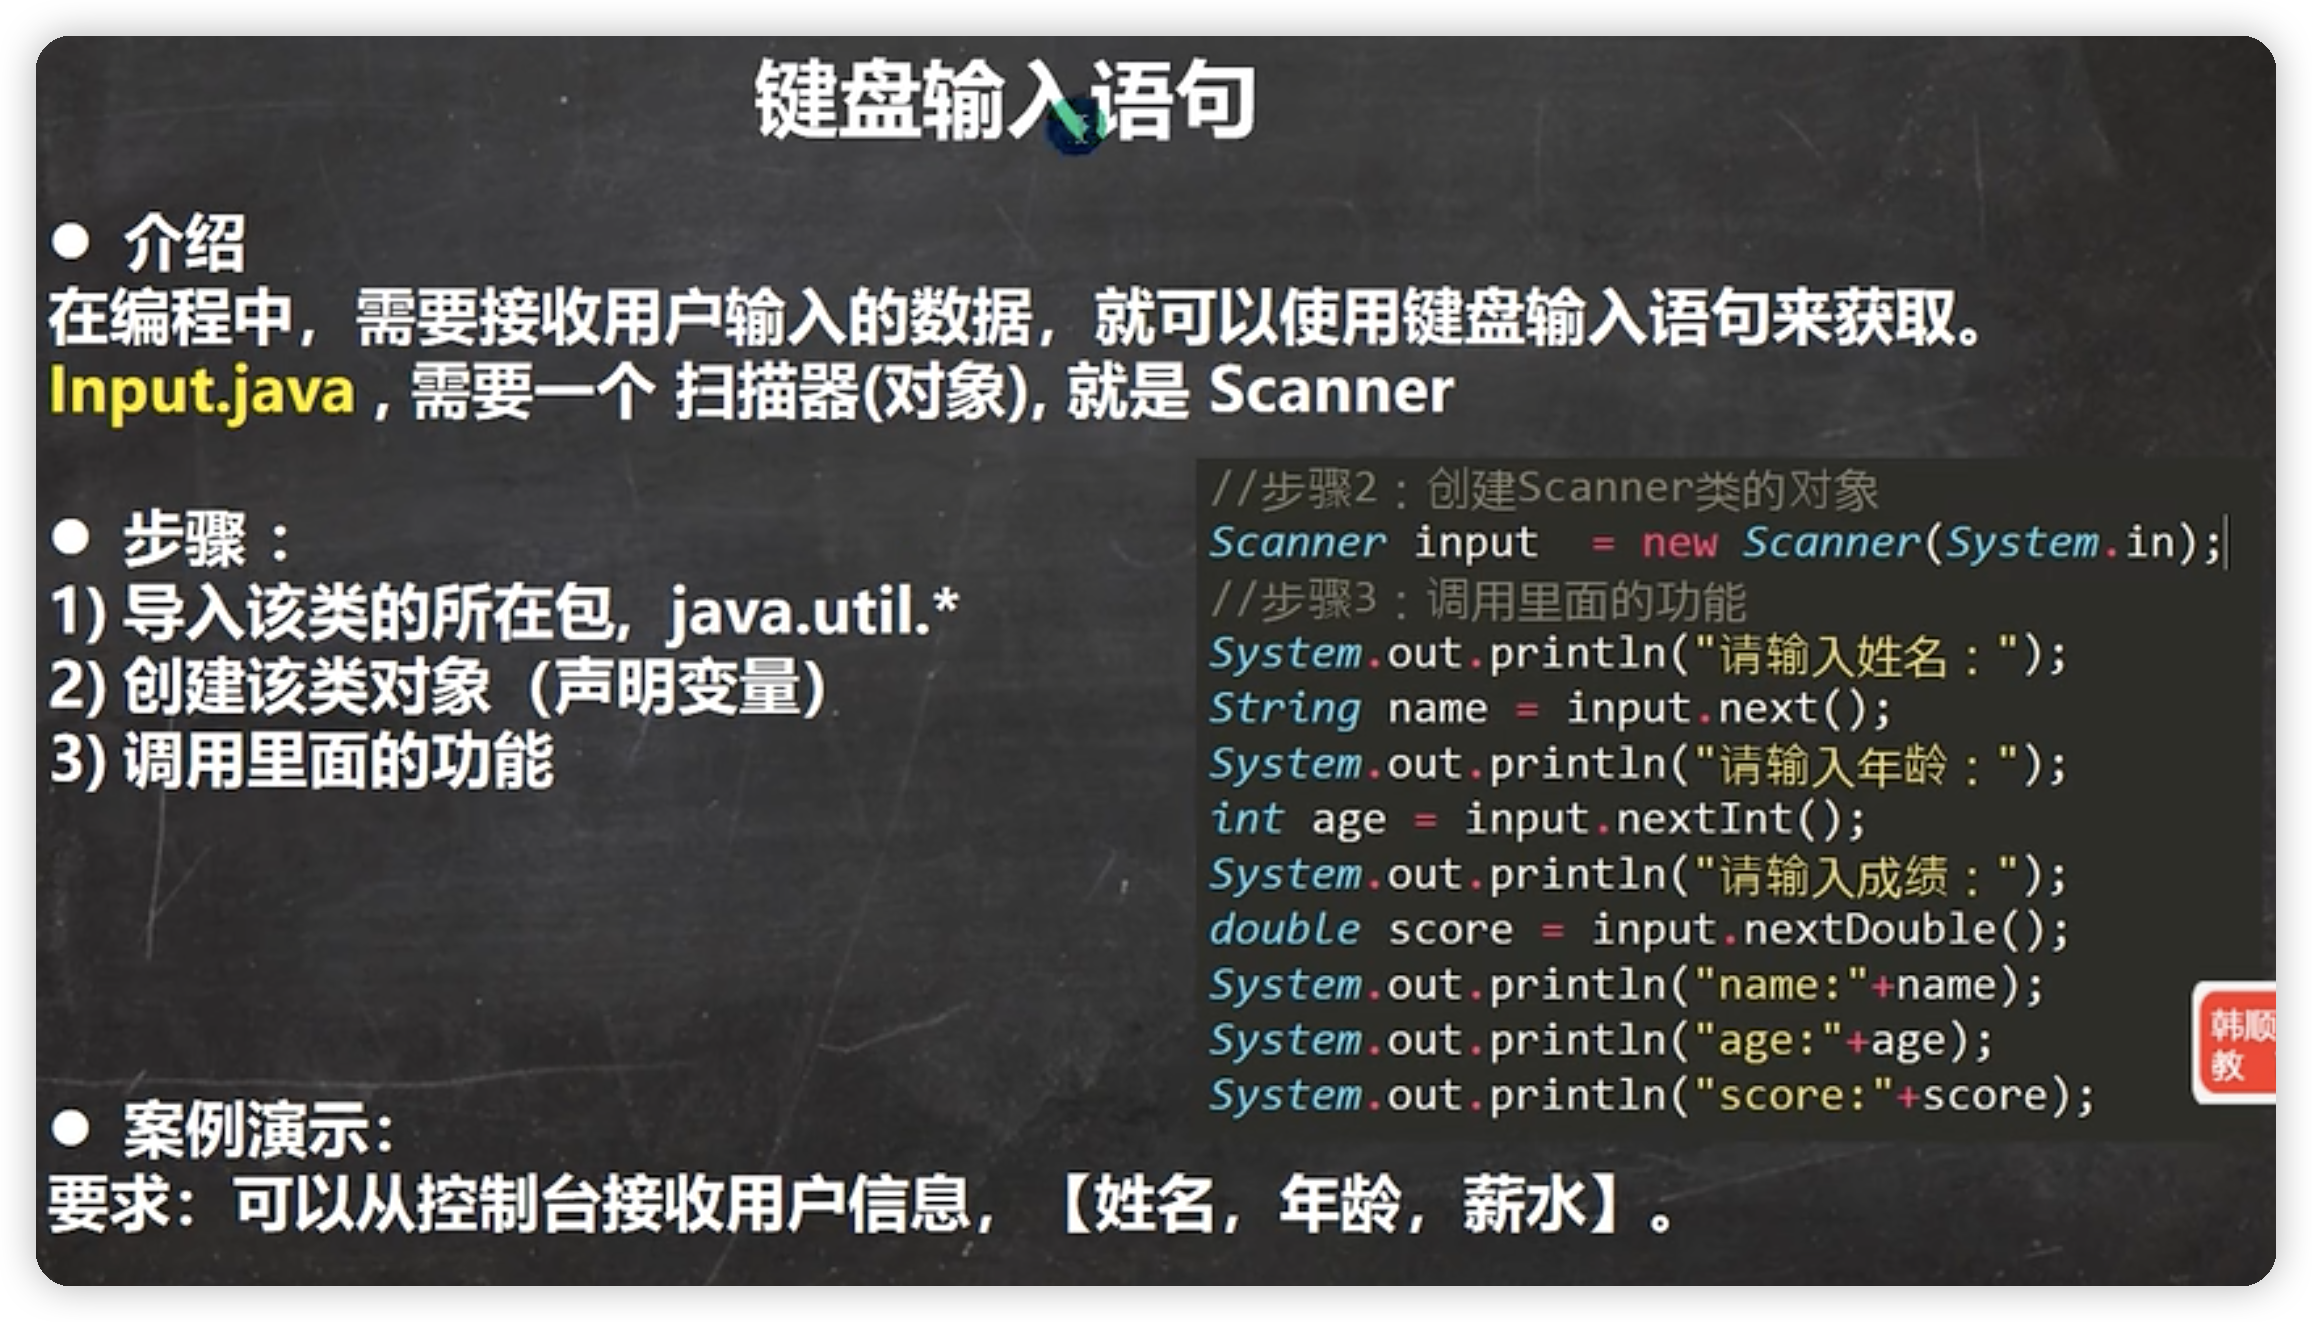 键盘输入语句
● 介绍
在编程中，需要接收用户输入的数据，就可以使用键盘输入语句来获取。
Input.java , 需要一个 扫描器(对象), 就是 Scanner
● 步骤 :
1) 导入该类的所在包, java.util.*
2) 创建该类对象（声明变量）
3) 调用里面的功能
//步骤2：创建Scanner类的对象
Scanner input  = new Scanner(System.in);
//步骤3：调用里面的功能
System.out.println("请输入姓名：");
String name = input.next();
System.out.println("请输入年龄：");
int age = input.nextInt();
System.out.println("请输入成绩：");
double score = input.nextDouble();
System.out.println("name:"+name);
System.out.println("age:"+age);
System.out.println("score:"+score);
韩顺
教
● 案例演示：
要求：可以从控制台接收用户信息，【姓名，年龄，薪水】。